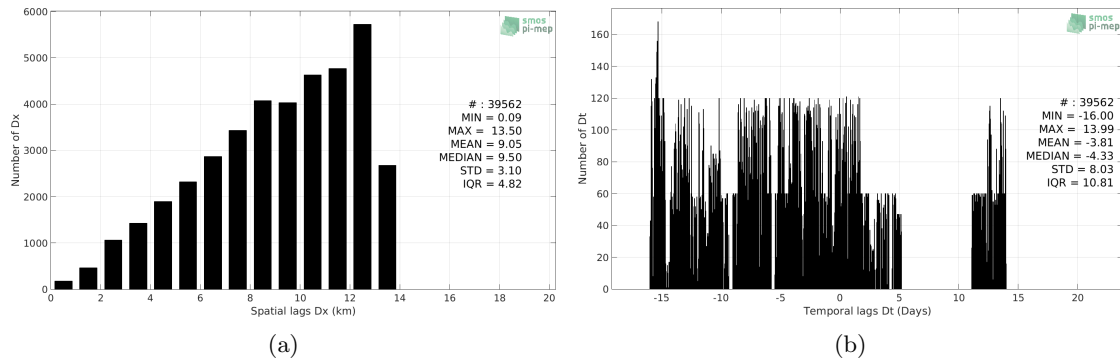 6000
5000
4000
3000
2000
1000
0
Number of Dx
0 2 4 6 8 10 12 14 16 18 20
Spatial lags Dx (km)
smos
pi-mep
# : 39562
MIN = 0.09
MAX = 13.50
MEAN = 9.05
MEDIAN = 9.50
STD = 3.10
IQR = 4.82
(a)
160
140
120
100
80
60
40
20
0
Number of Dt
-15 -10 -5 0 5 10 15 20
Temporal lags Dt (Days)
smos
pi-mep
# : 39562
MIN = -16.00
MAX = 13.99
MEAN = -3.81
MEDIAN = -4.33
STD = 8.03
IQR = 10.81
(b)